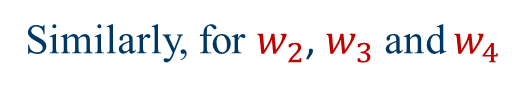 Similarly, for w₂, w₃ and w₄